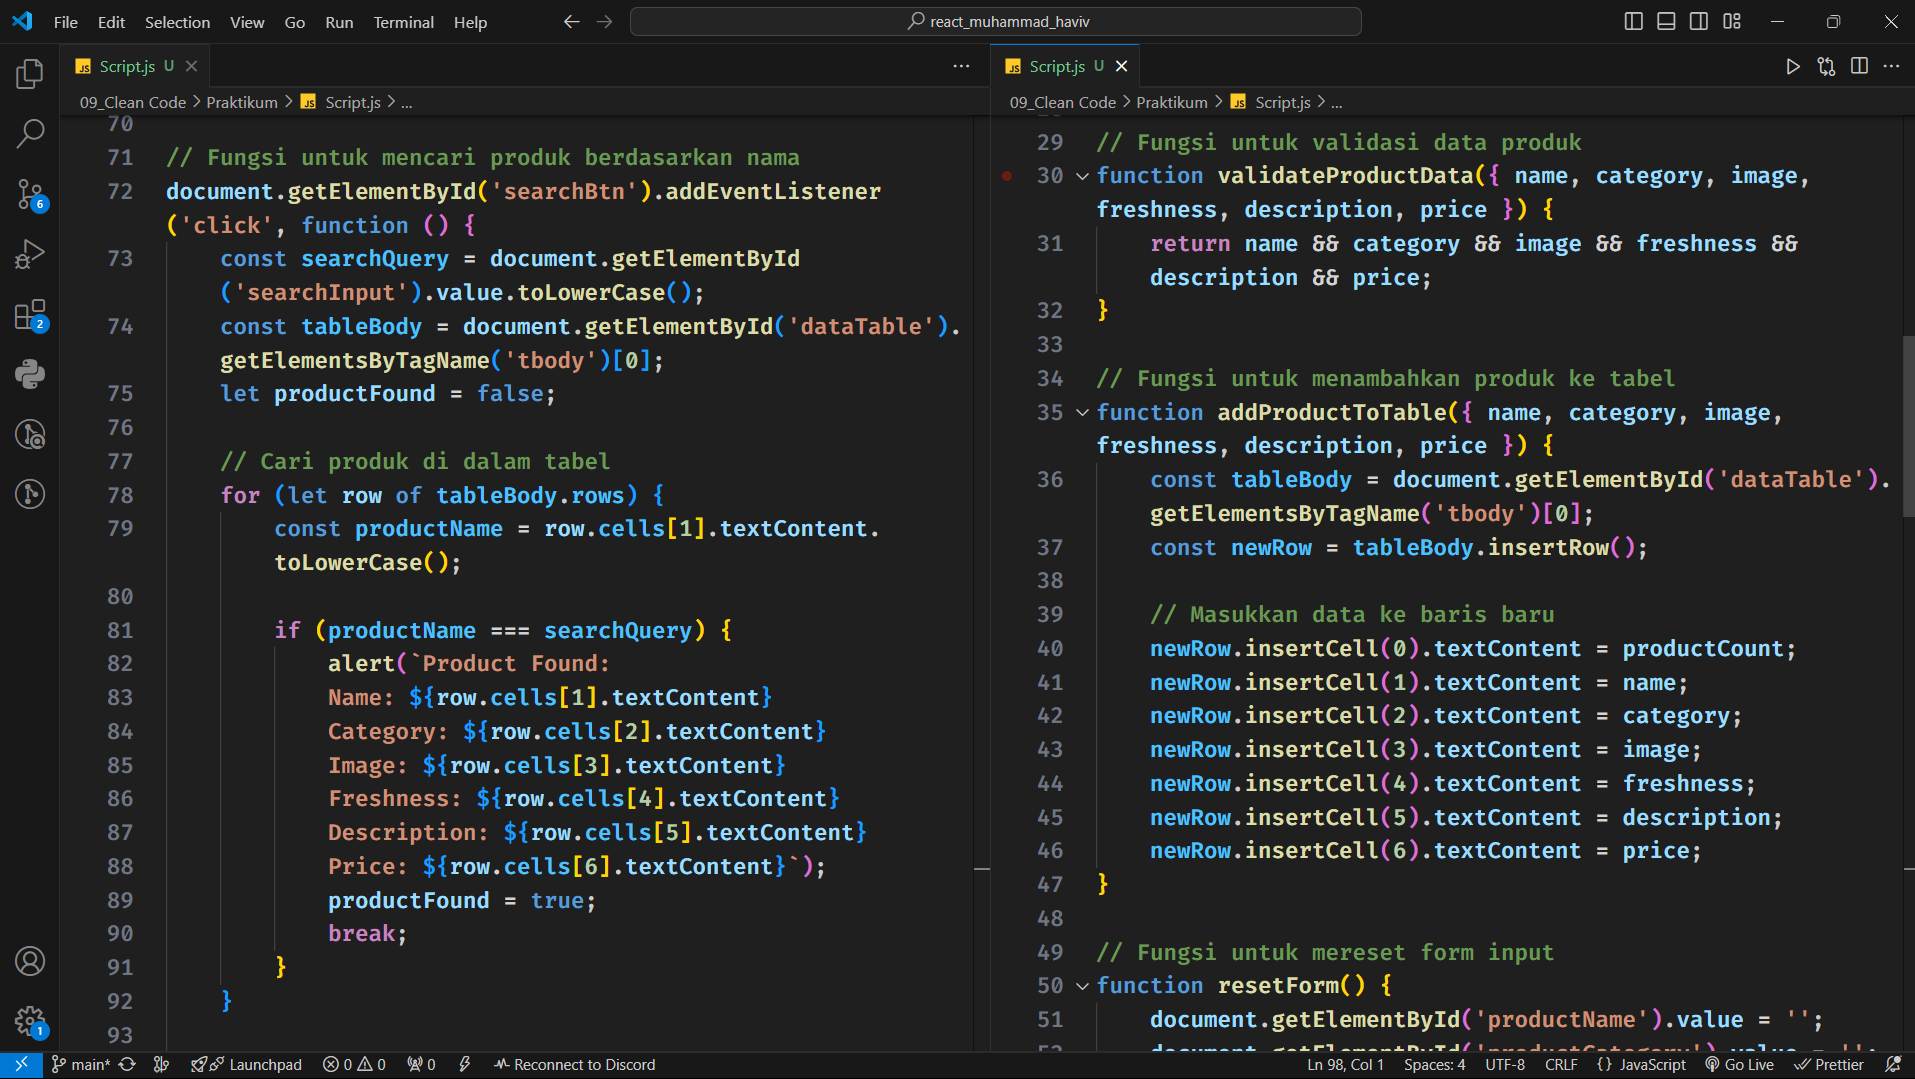 File Edit Selection View Go Run Terminal Help
react_muhammad_haviv
Script.js U
09_Clean Code > Praktikum > Script.js > ...
70
71 // Fungsi untuk mencari produk berdasarkan nama
72 document.getElementById('searchBtn').addEventListener
('click', function () {
73 const searchQuery = document.getElementById
('searchInput').value.toLowerCase();
74 const tableBody = document.getElementById('dataTable').
getElementsByTagName('tbody')[0];
75 let productFound = false;
76
77 // Cari produk di dalam tabel
78 for (let row of tableBody.rows) {
79 const productName = row.cells[1].textContent.
toLowerCase();
80
81 if (productName === searchQuery) {
82 alert(`Product Found:
83 Name: ${row.cells[1].textContent}
84 Category: ${row.cells[2].textContent}
85 Image: ${row.cells[3].textContent}
86 Freshness: ${row.cells[4].textContent}
87 Description: ${row.cells[5].textContent}
88 Price: ${row.cells[6].textContent}`);
89 productFound = true;
90 break;
91 }
92 }
93
Script.js U
09_Clean Code > Praktikum > Script.js > ...
29 // Fungsi untuk validasi data produk
30 function validateProductData({ name, category, image,
freshness, description, price }) {
31 return name && category && image && freshness &&
description && price;
32 }
33
34 // Fungsi untuk menambahkan produk ke tabel
35 function addProductToTable({ name, category, image,
freshness, description, price }) {
36 const tableBody = document.getElementById('dataTable').
getElementsByTagName('tbody')[0];
37 const newRow = tableBody.insertRow();
38
39 // Masukkan data ke baris baru
40 newRow.insertCell(0).textContent = productCount;
41 newRow.insertCell(1).textContent = name;
42 newRow.insertCell(2).textContent = category;
43 newRow.insertCell(3).textContent = image;
44 newRow.insertCell(4).textContent = freshness;
45 newRow.insertCell(5).textContent = description;
46 newRow.insertCell(6).textContent = price;
47 }
48
49 // Fungsi untuk mereset form input
50 function resetForm() {
51 document.getElementById('productName').value = '';
6
2
1
main* Launchpad 0 0 0 Reconnect to Discord Ln 98, Col 1 Spaces: 4 UTF-8 CRLF {} JavaScript Go Live Prettier